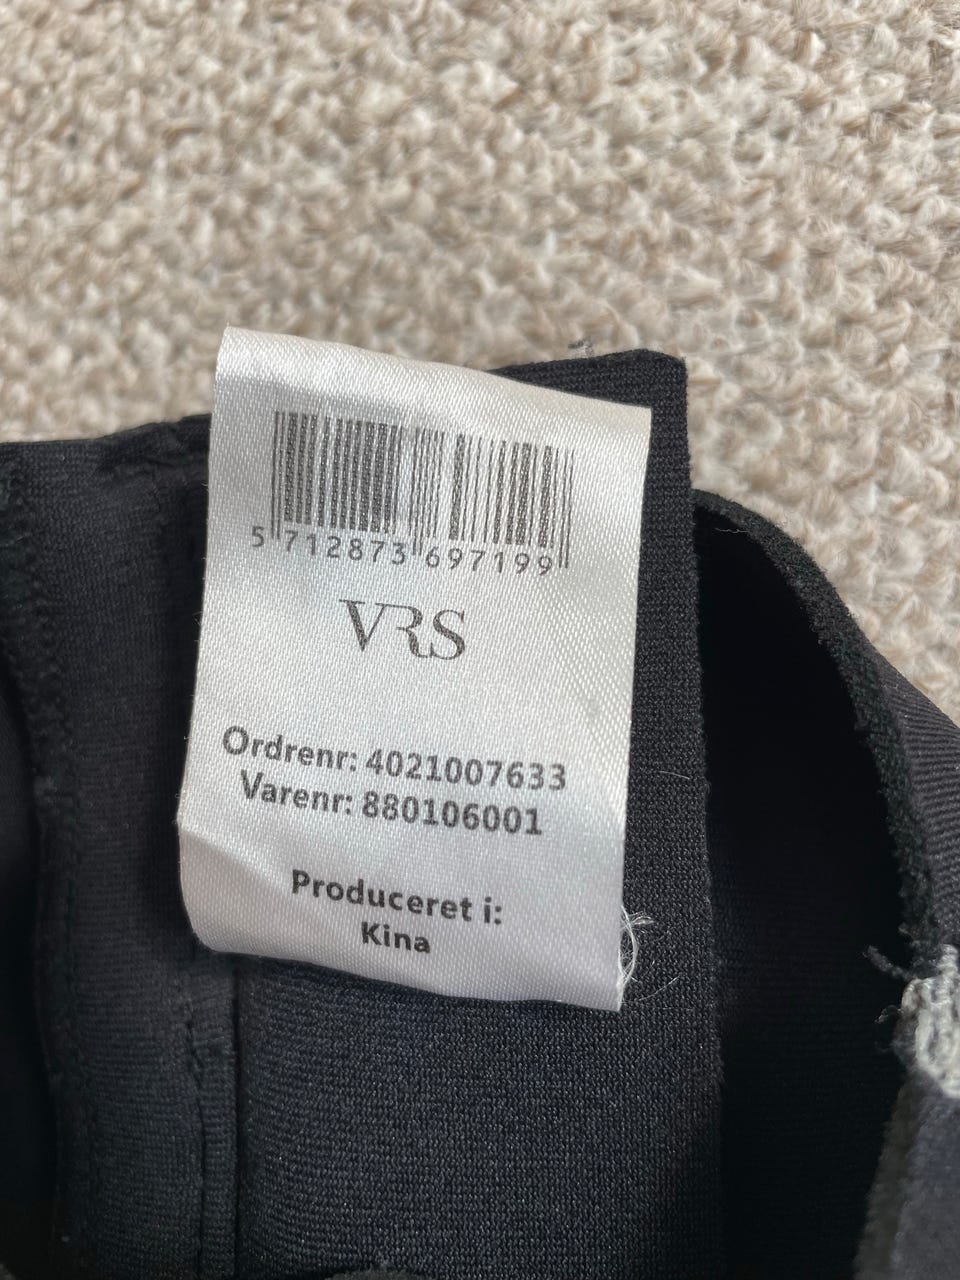 5 712873 697199
VRS
Ordrenr: 4021007633
Varenr: 880106001
Produceret i:
Kina